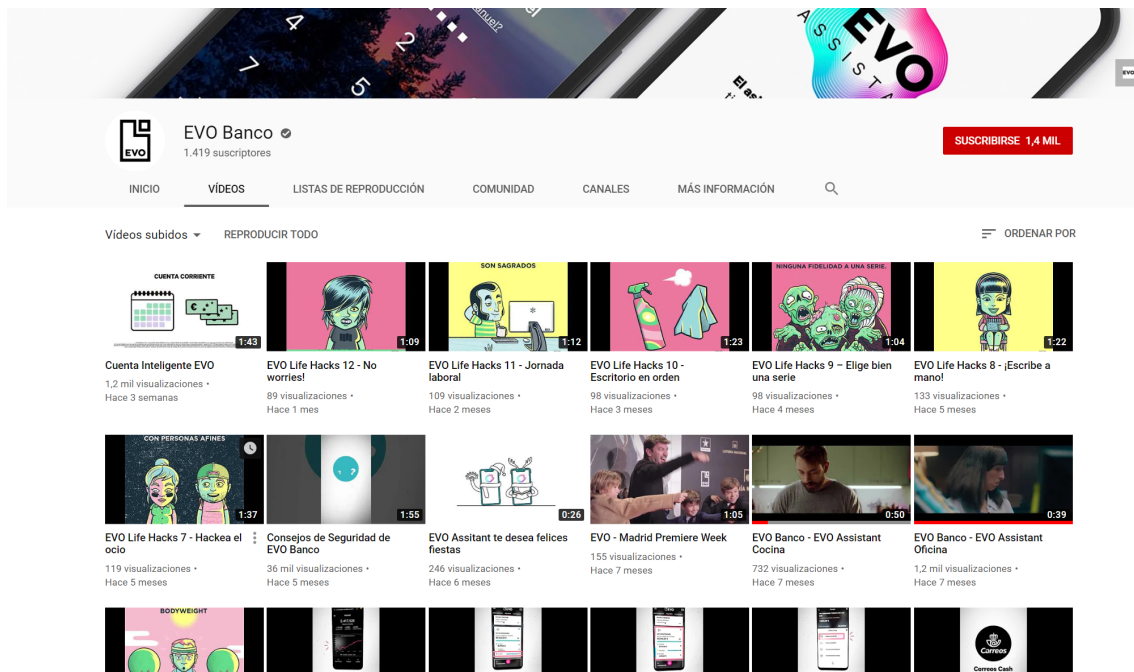 4
2
7
5
EVO
ASSISTA
El
EVO
EVO
EVO Banco
1.419 suscriptores
SUSCRIBIRSE 1,4 MIL
INICIO
VÍDEOS
LISTAS DE REPRODUCCIÓN
COMUNIDAD
CANALES
MÁS INFORMACIÓN
Vídeos subidos
REPRODUCIR TODO
ORDENAR POR
CUENTA CORRIENTE
€
1:43
Cuenta Inteligente EVO
1,2 mil visualizaciones •
Hace 3 semanas
1:09
EVO Life Hacks 12 - No
worries!
89 visualizaciones •
Hace 1 mes
SON SAGRADOS
1:12
EVO Life Hacks 11 - Jornada
laboral
109 visualizaciones •
Hace 2 meses
1:23
EVO Life Hacks 10 -
Escritorio en orden
98 visualizaciones •
Hace 3 meses
NINGUNA FIDELIDAD A UNA SERIE.
1:04
EVO Life Hacks 9 – Elige bien
una serie
98 visualizaciones •
Hace 4 meses
1:22
EVO Life Hacks 8 - ¡Escribe a
mano!
133 visualizaciones •
Hace 5 meses
CON PERSONAS AFINES
1:37
EVO Life Hacks 7 - Hackea el
ocio
119 visualizaciones •
Hace 5 meses
1:55
Consejos de Seguridad de
EVO Banco
36 mil visualizaciones •
Hace 5 meses
0:26
EVO Assitant te desea felices
fiestas
246 visualizaciones •
Hace 6 meses
1:05
EVO - Madrid Premiere Week
155 visualizaciones •
Hace 7 meses
0:50
EVO Banco - EVO Assistant
Cocina
732 visualizaciones •
Hace 7 meses
0:39
EVO Banco - EVO Assistant
Oficina
1,2 mil visualizaciones •
Hace 7 meses
BODYWEIGHT
Correos
Correos Cash